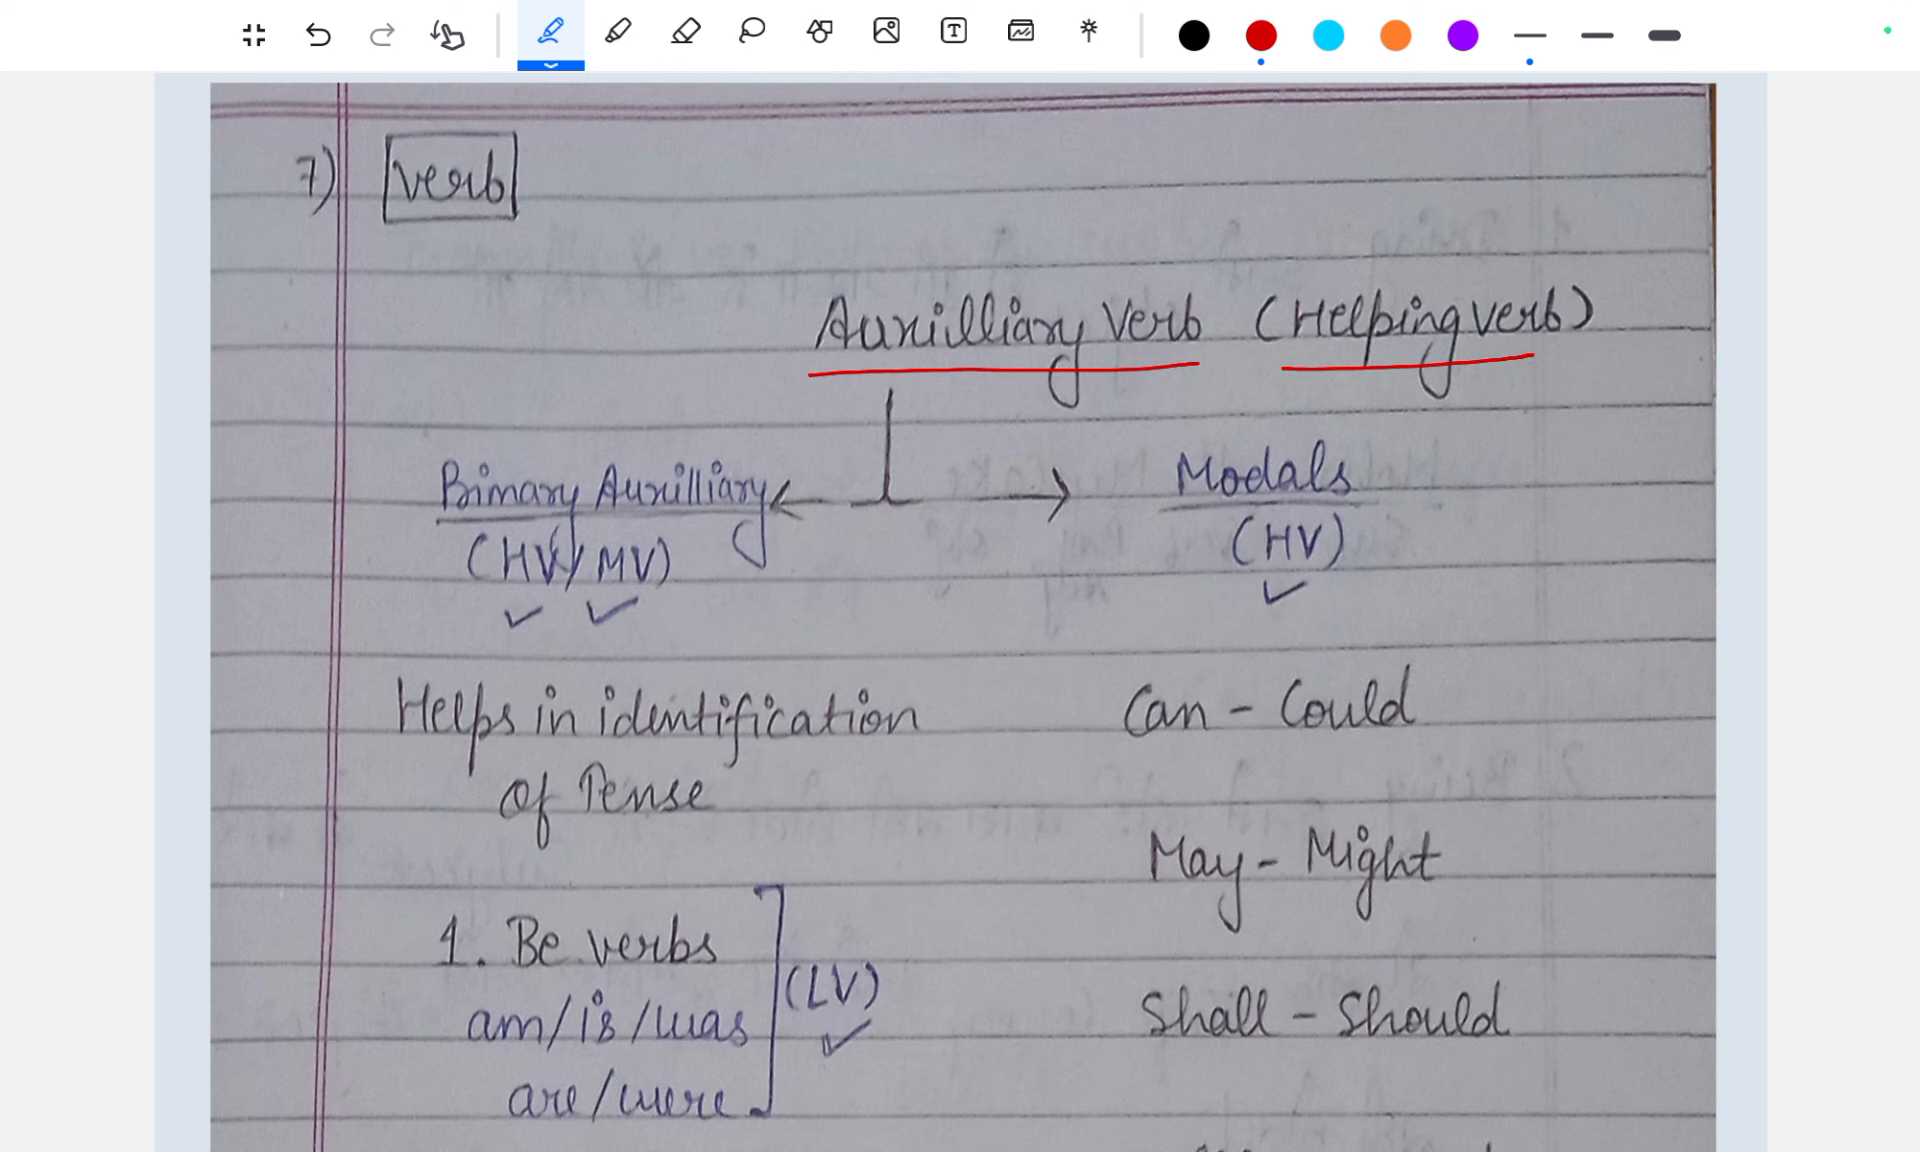 7) Verb
Auxilliary Verb (Helping verb)
Primary Auxilliary
(HV/MV)
Modals
(HV)
Helps in identification
of Tense
1. Be verbs
am/is/was
are/were
(LV)
Can - Could
May - Might
Shall - Should